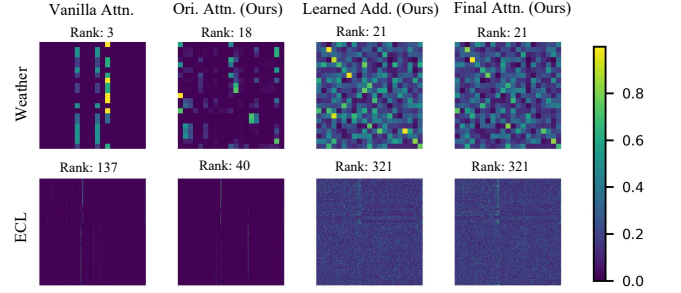 Vanilla Attn. Ori. Attn. (Ours) Learned Add. (Ours) Final Attn. (Ours)
Rank: 3 Rank: 18 Rank: 21 Rank: 21
Weather
Rank: 137 Rank: 40 Rank: 321 Rank: 321
ECL
0.8
0.6
0.4
0.2
0.0